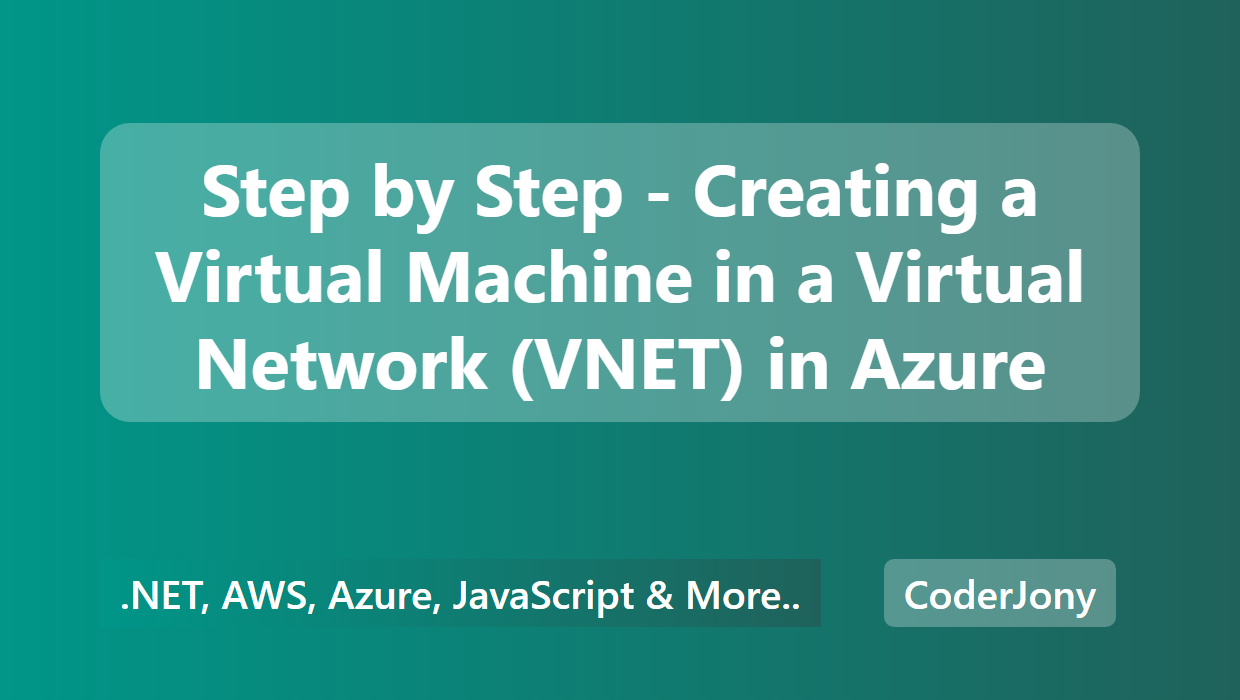 Step by Step - Creating a
Virtual Machine in a Virtual
Network (VNET) in Azure
.NET, AWS, Azure, JavaScript & More..
CoderJony